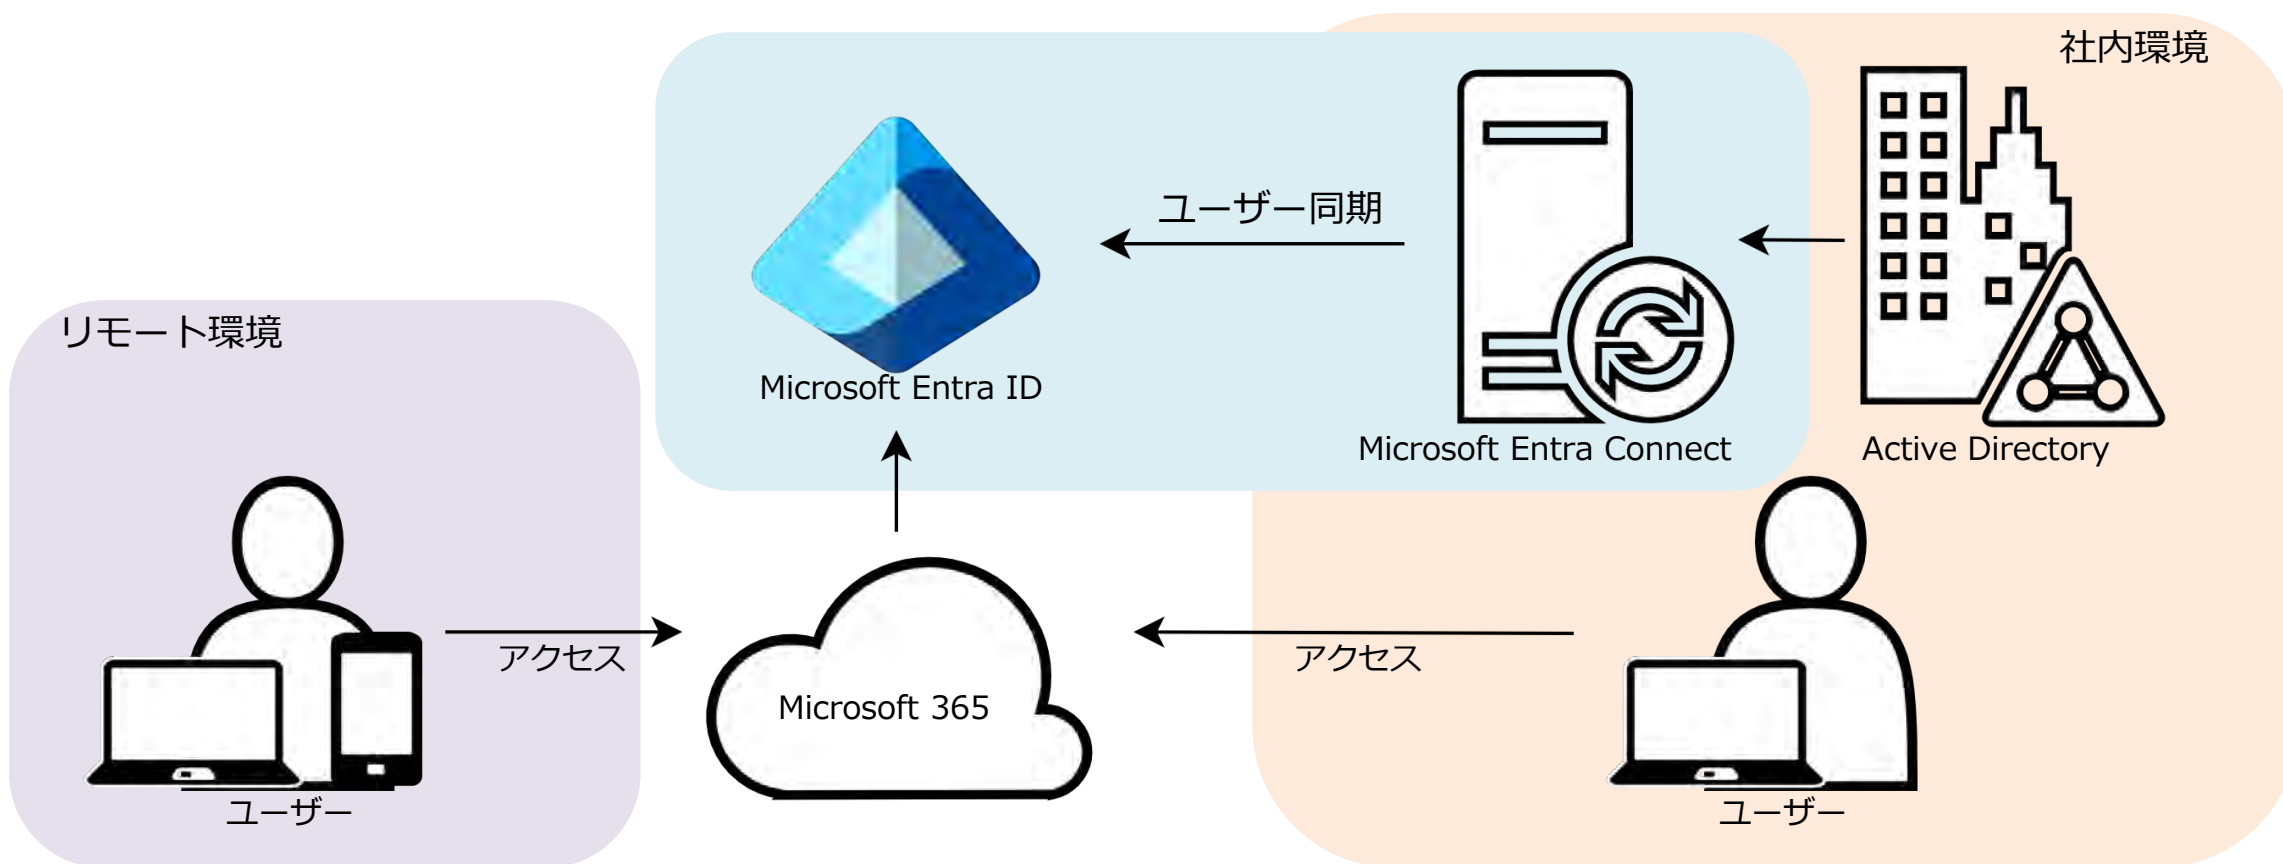 社内環境
ユーザー同期
リモート環境
Microsoft Entra ID
Microsoft Entra Connect
Active Directory
アクセス
アクセス
Microsoft 365
ユーザー
ユーザー